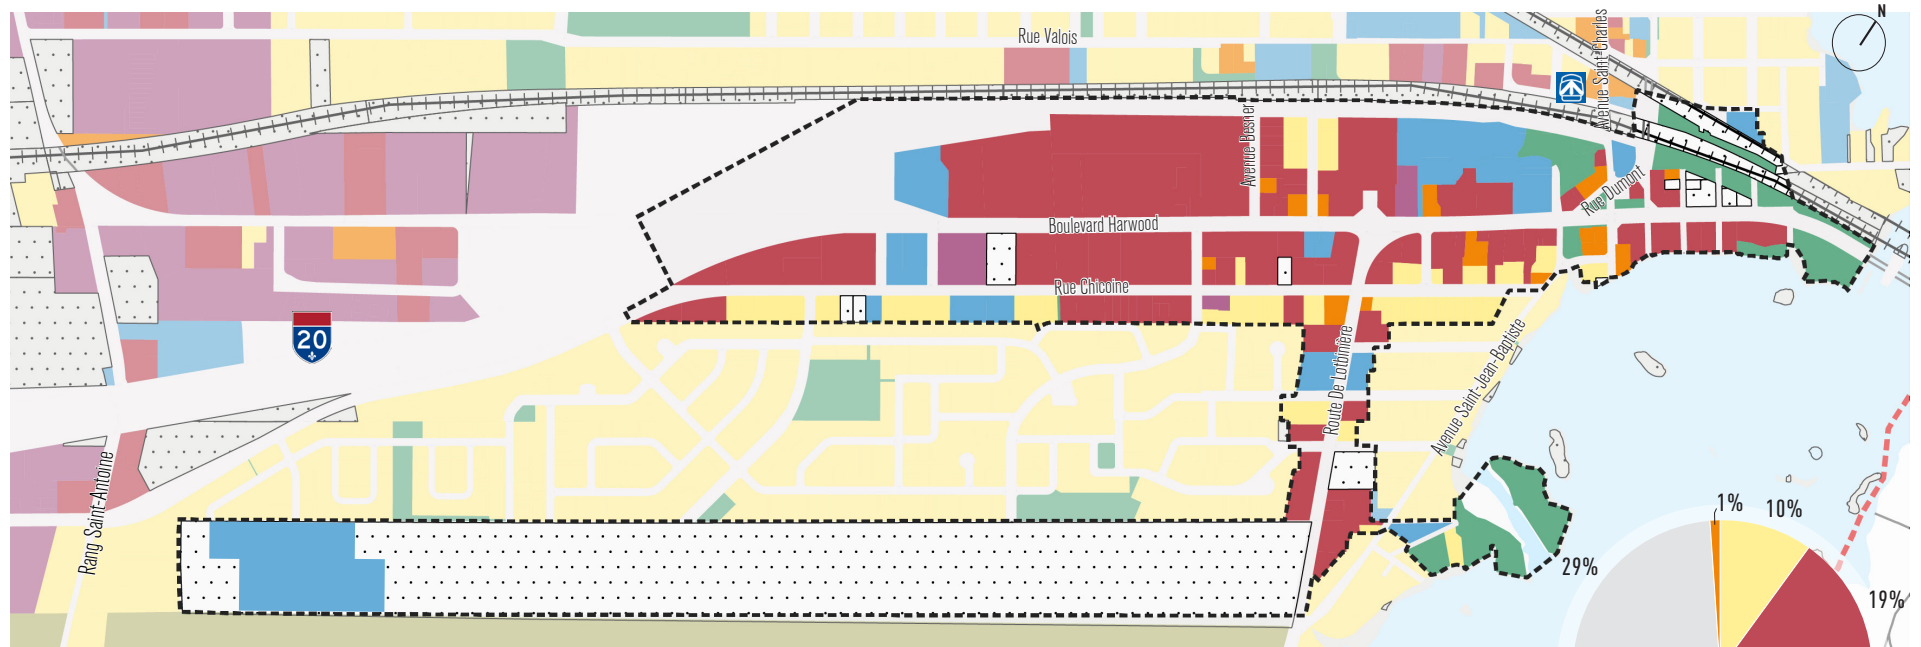 N
Rue Valois
Avenue Saint-Charles
Avenue Besner
Rue Dumont
Boulevard Harwood
Rue Chicoine
20
Route De Lotbinière
Avenue Saint-Jean-Baptiste
Rang Saint-Antoine
1%
10%
29%
19%